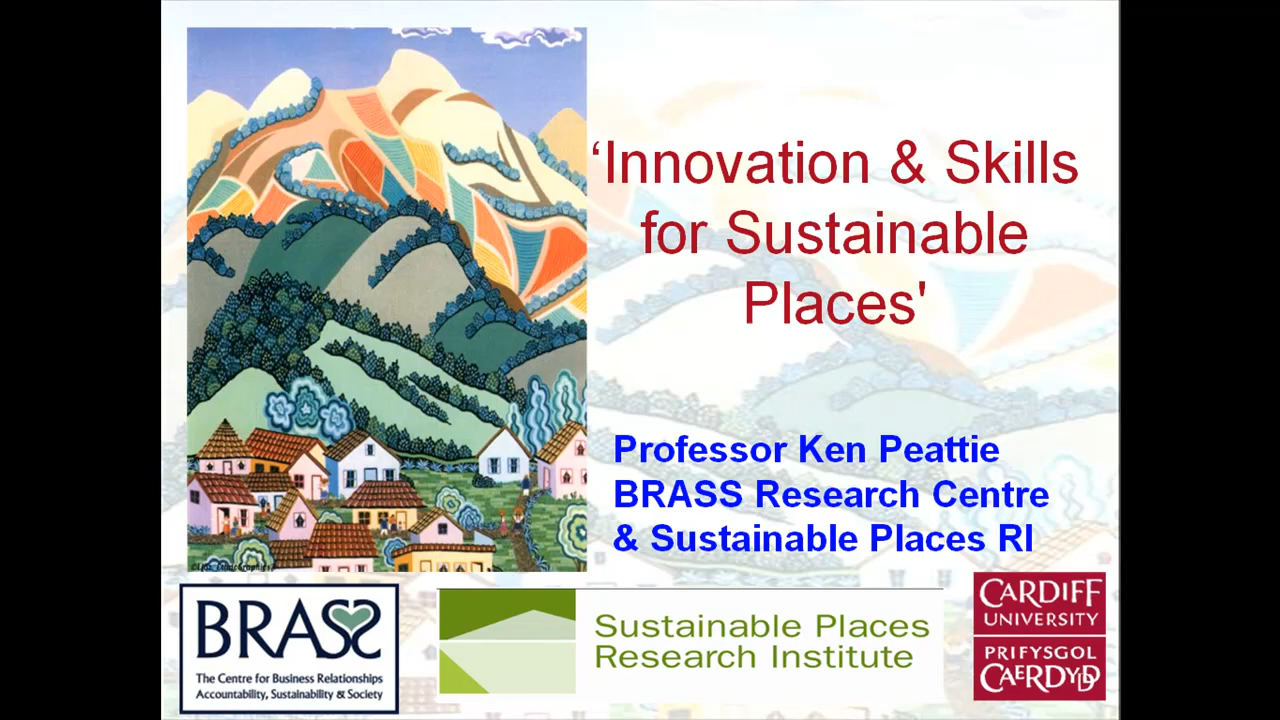 ‘Innovation & Skills
for Sustainable
Places'
Professor Ken Peattie
BRASS Research Centre
& Sustainable Places RI
BRASS
The Centre for Business Relationships
Accountability, Sustainability & Society
Sustainable Places
Research Institute
CARDIFF
UNIVERSITY
PRIFYSGOL
CAERDYDD